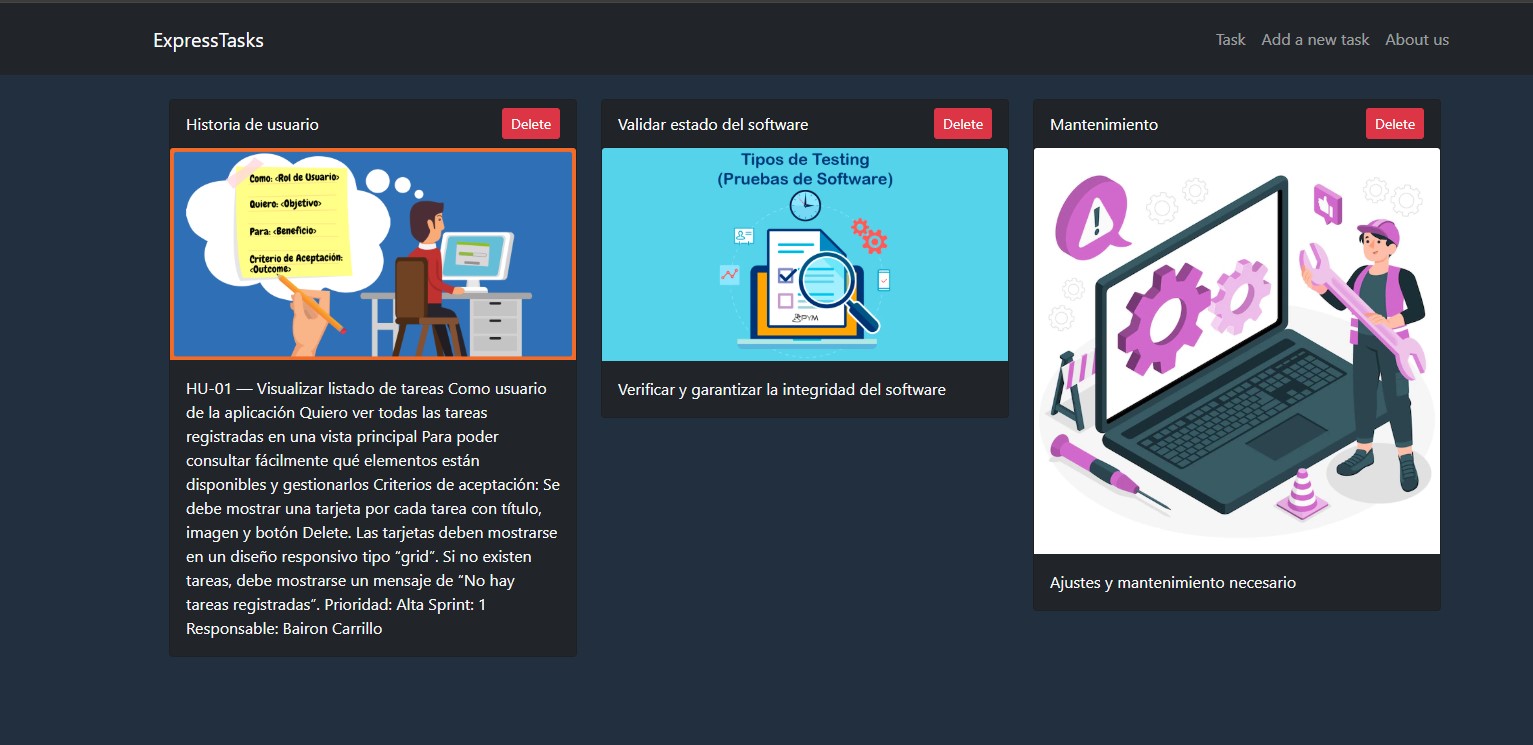 ExpressTasks
Task
Add a new task
About us
Historia de usuario
Delete
Como: <Rol de Usuario>
Quiero: <Objetivo>
Para: <Beneficio>
Criterio de Aceptación:
<Outcome>
HU-01 — Visualizar listado de tareas Como usuario
de la aplicación Quiero ver todas las tareas
registradas en una vista principal Para poder
consultar fácilmente qué elementos están
disponibles y gestionarlos Criterios de aceptación: Se
debe mostrar una tarjeta por cada tarea con título,
imagen y botón Delete. Las tarjetas deben mostrarse
en un diseño responsivo tipo “grid”. Si no existen
tareas, debe mostrarse un mensaje de “No hay
tareas registradas”. Prioridad: Alta Sprint: 1
Responsable: Bairon Carrillo
Validar estado del software
Delete
Tipos de Testing
(Pruebas de Software)
PYM
Verificar y garantizar la integridad del software
Mantenimiento
Delete
Ajustes y mantenimiento necesario